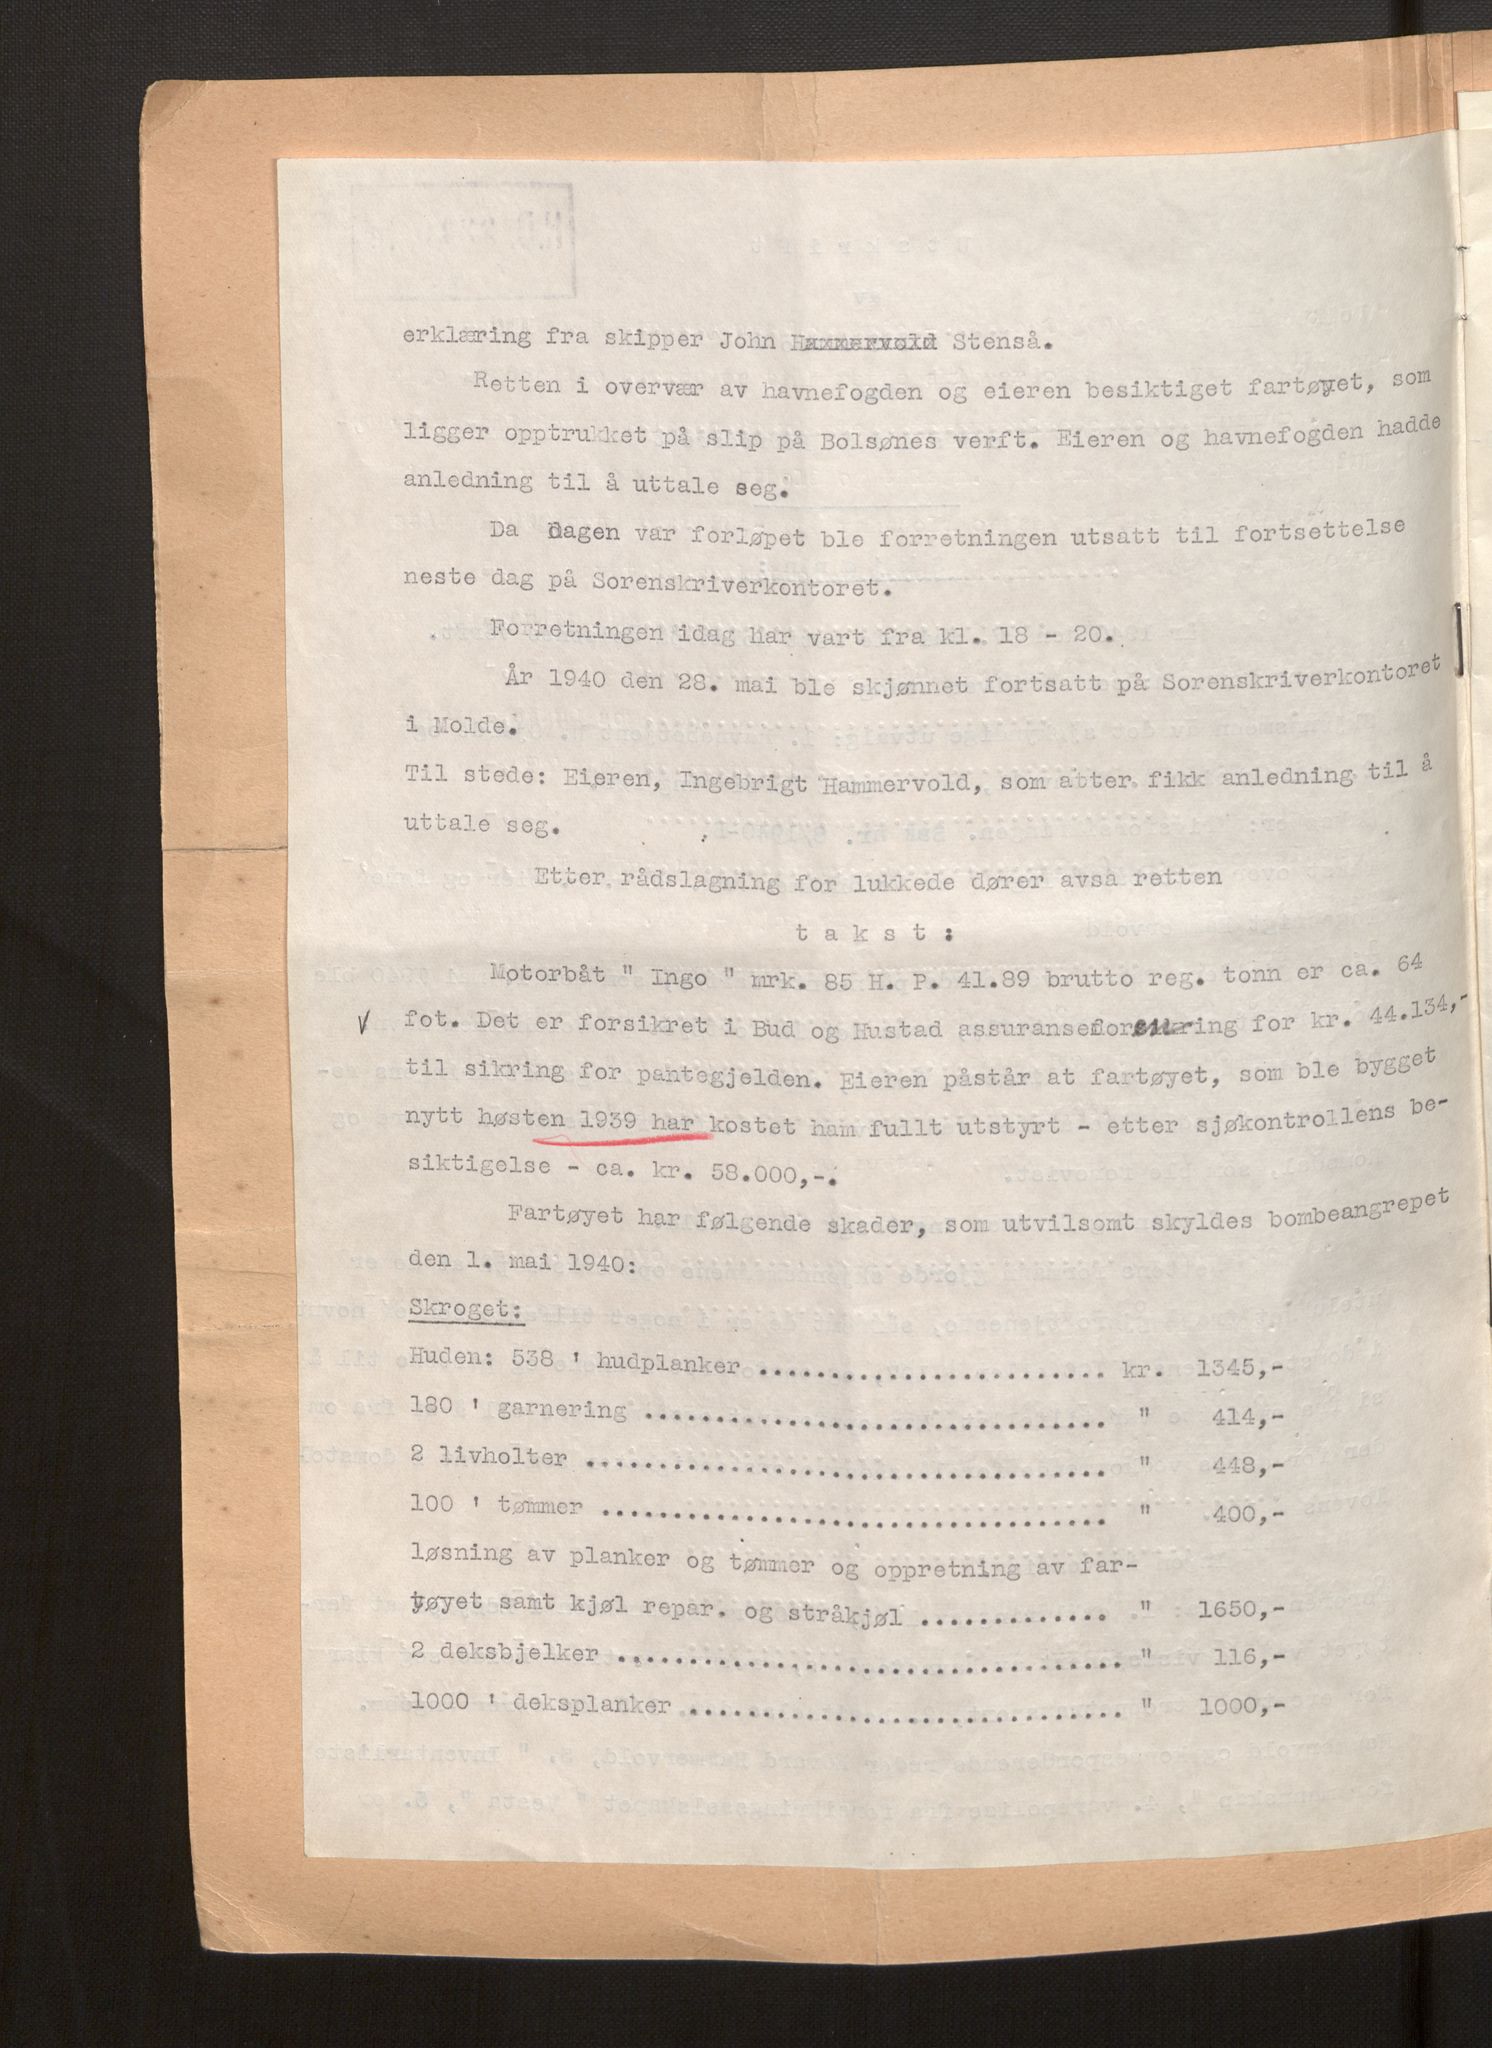 erklæring fra skipper John Hammervold Stenså.
Retten i overvær av havnefogden og eieren besiktiget fartøyet, som
ligger opptrukket på slip på Bolsønes verft. Eieren og havnefogden hadde
anledning til å uttale seg.
Da dagen var forløpet ble forretningen utsatt til fortsettelse
neste dag på Sorenskriverkontoret.
Forretningen idag har vart fra kl. 18 - 20.
År 1940 den 28. mai ble skjønnet fortsatt på Sorenskriverkontoret
i Molde.
Til stede: Eieren, Ingebrigt Hammervold, som atter fikk anledning til å
uttale seg.
Etter rådslagning for lukkede dører avsa retten
t a k s t :
Motorbåt " Ingo " mrk. 85 H. P. 41.89 brutto reg. tonn er ca. 64
√ fot. Det er forsikret i Bud og Hustad assuranseforsikring for kr. 44.134,-
til sikring for pantegjelden. Eieren påstår at fartøyet, som ble bygget
nytt høsten 1939 har kostet ham fullt utstyrt - etter sjøkontrollens be-
siktigelse - ca. kr. 58.000,-.
Fartøyet har følgende skader, som utvilsomt skyldes bombeangrepet
den 1. mai 1940:
Skroget:
Huden: 538 ' hudplanker ........................ kr. 1345,-
180 ' garnering ................................ " 414,-
2 livholter .................................... " 448,-
100 ' tømmer ................................... " 400,-
løsning av planker og tømmer og oppretning av far-
tøyet samt kjøl repar. og stråkjøl ............. " 1650,-
2 deksbjelker .................................. " 116,-
1000 ' deksplanker ............................. " 1000,-